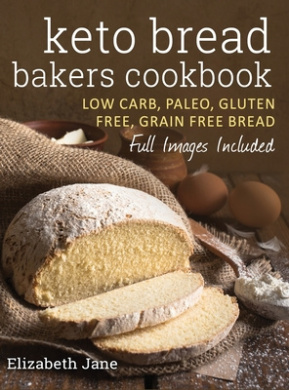 keto bread
bakers cookbook
LOW CARB, PALEO, GLUTEN
FREE, GRAIN FREE BREAD
Full Images Included
Elizabeth Jane